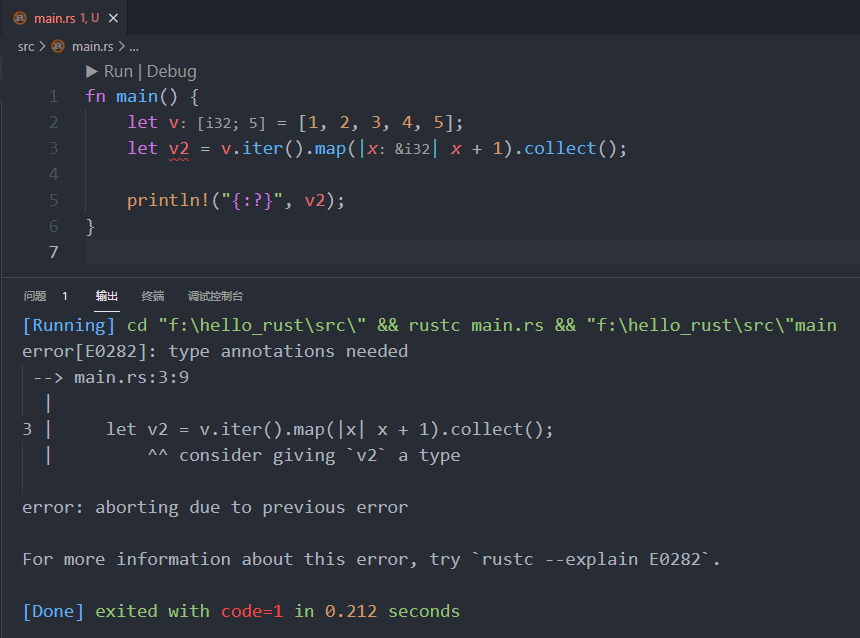 main.rs 1, U ×
src > main.rs > ...
▶ Run | Debug
1 fn main() {
2     let v: [i32; 5] = [1, 2, 3, 4, 5];
3     let v2 = v.iter().map(|x: &i32| x + 1).collect();
4
5     println!("{:?}", v2);
6 }
7
问题 1 输出 终端 调试控制台
[Running] cd "f:\hello_rust\src\" && rustc main.rs && "f:\hello_rust\src\"main
error[E0282]: type annotations needed
 --> main.rs:3:9
  |
3 |     let v2 = v.iter().map(|x| x + 1).collect();
  |         ^^ consider giving `v2` a type
error: aborting due to previous error
For more information about this error, try `rustc --explain E0282`.
[Done] exited with code=1 in 0.212 seconds